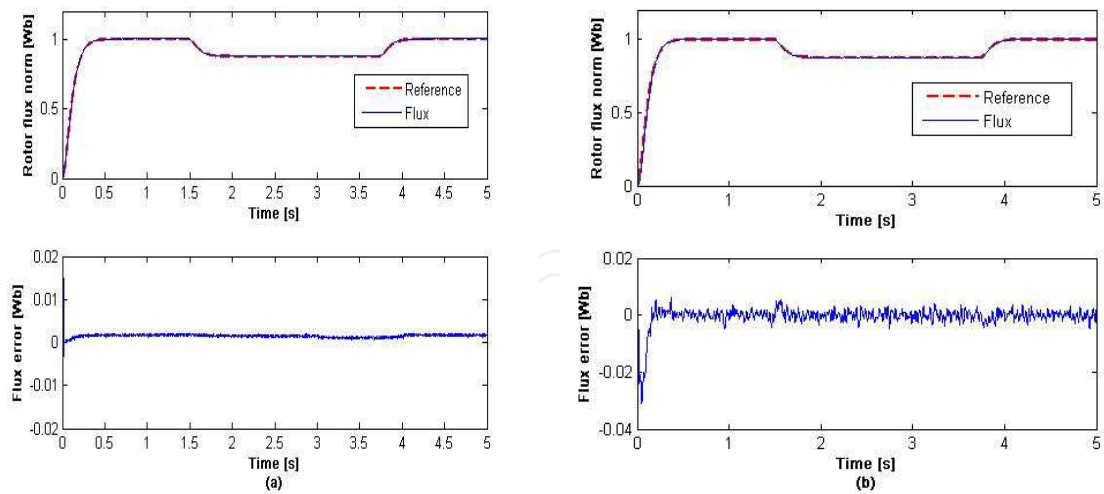 Rotor flux norm [Wb]
1
0.5
0
0 0.5 1 1.5 2 2.5 3 3.5 4 4.5 5
Time [s]
Reference
Flux
Flux error [Wb]
0.02
0.01
0
-0.01
-0.02
0 0.5 1 1.5 2 2.5 3 3.5 4 4.5 5
Time [s]
(a)
Rotor flux norm [Wb]
1
0.5
0
0 1 2 3 4 5
Time [s]
Reference
Flux
Flux error [Wb]
0.02
0
-0.02
-0.04
0 1 2 3 4 5
Time [s]
(b)